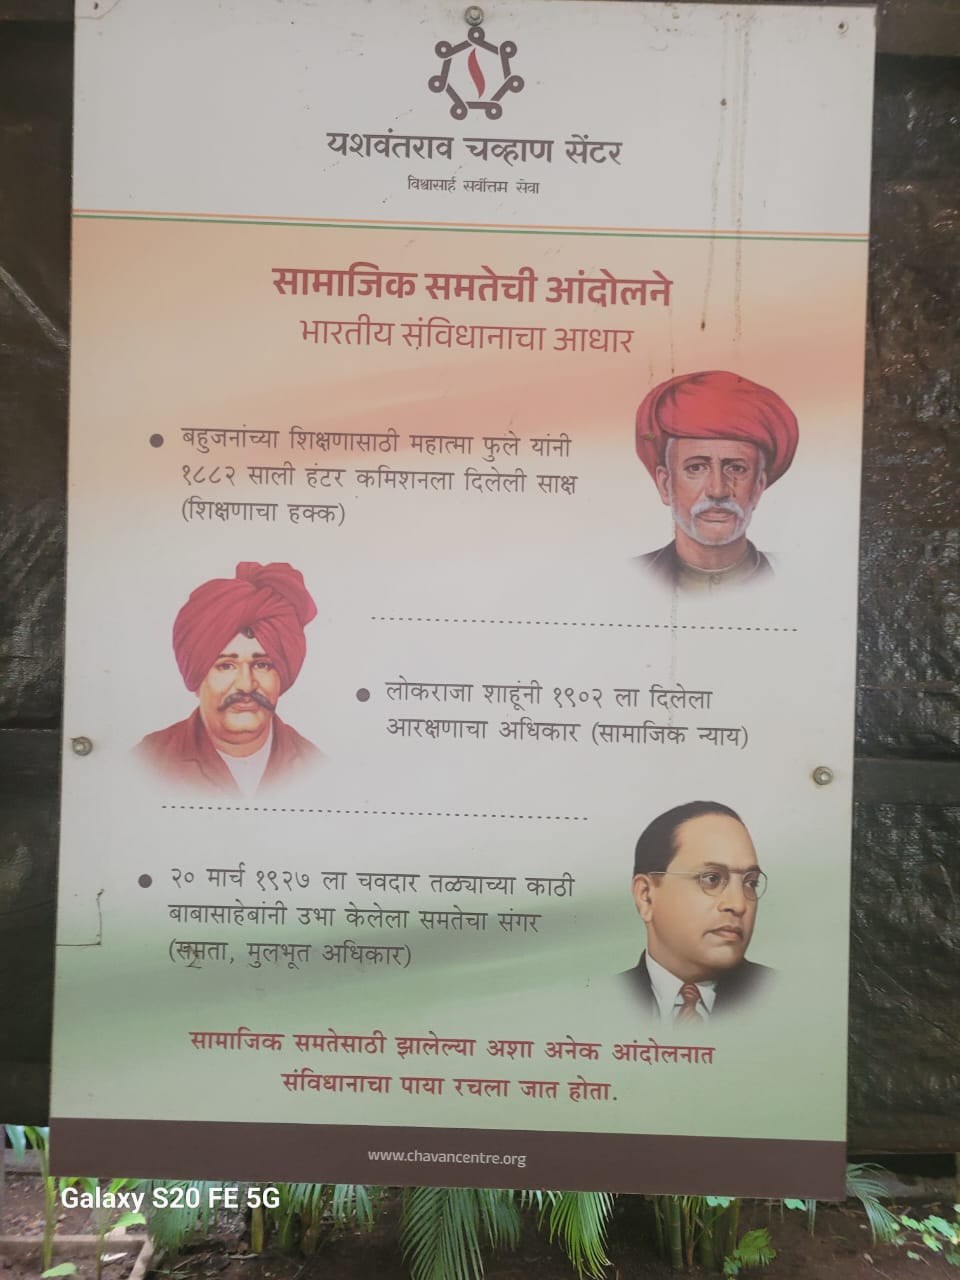 यशवंतराव चव्हाण सेंटर
विश्वासार्ह सर्वोत्तम सेवा
सामाजिक समतेची आंदोलने
भारतीय संविधानाचा आधार
● बहुजनांच्या शिक्षणासाठी महात्मा फुले यांनी
१८८२ साली हंटर कमिशनला दिलेली साक्ष
(शिक्षणाचा हक्क)
● लोकराजा शाहूंनी १९०२ ला दिलेला
आरक्षणाचा अधिकार (सामाजिक न्याय)
● २० मार्च १९२७ ला चवदार तळ्याच्या काठी
बाबासाहेबांनी उभा केलेला समतेचा संगर
(समता, मुलभूत अधिकार)
सामाजिक समतेसाठी झालेल्या अशा अनेक आंदोलनात
संविधानाचा पाया रचला जात होता.
www.chavancentre.org
Galaxy S20 FE 5G